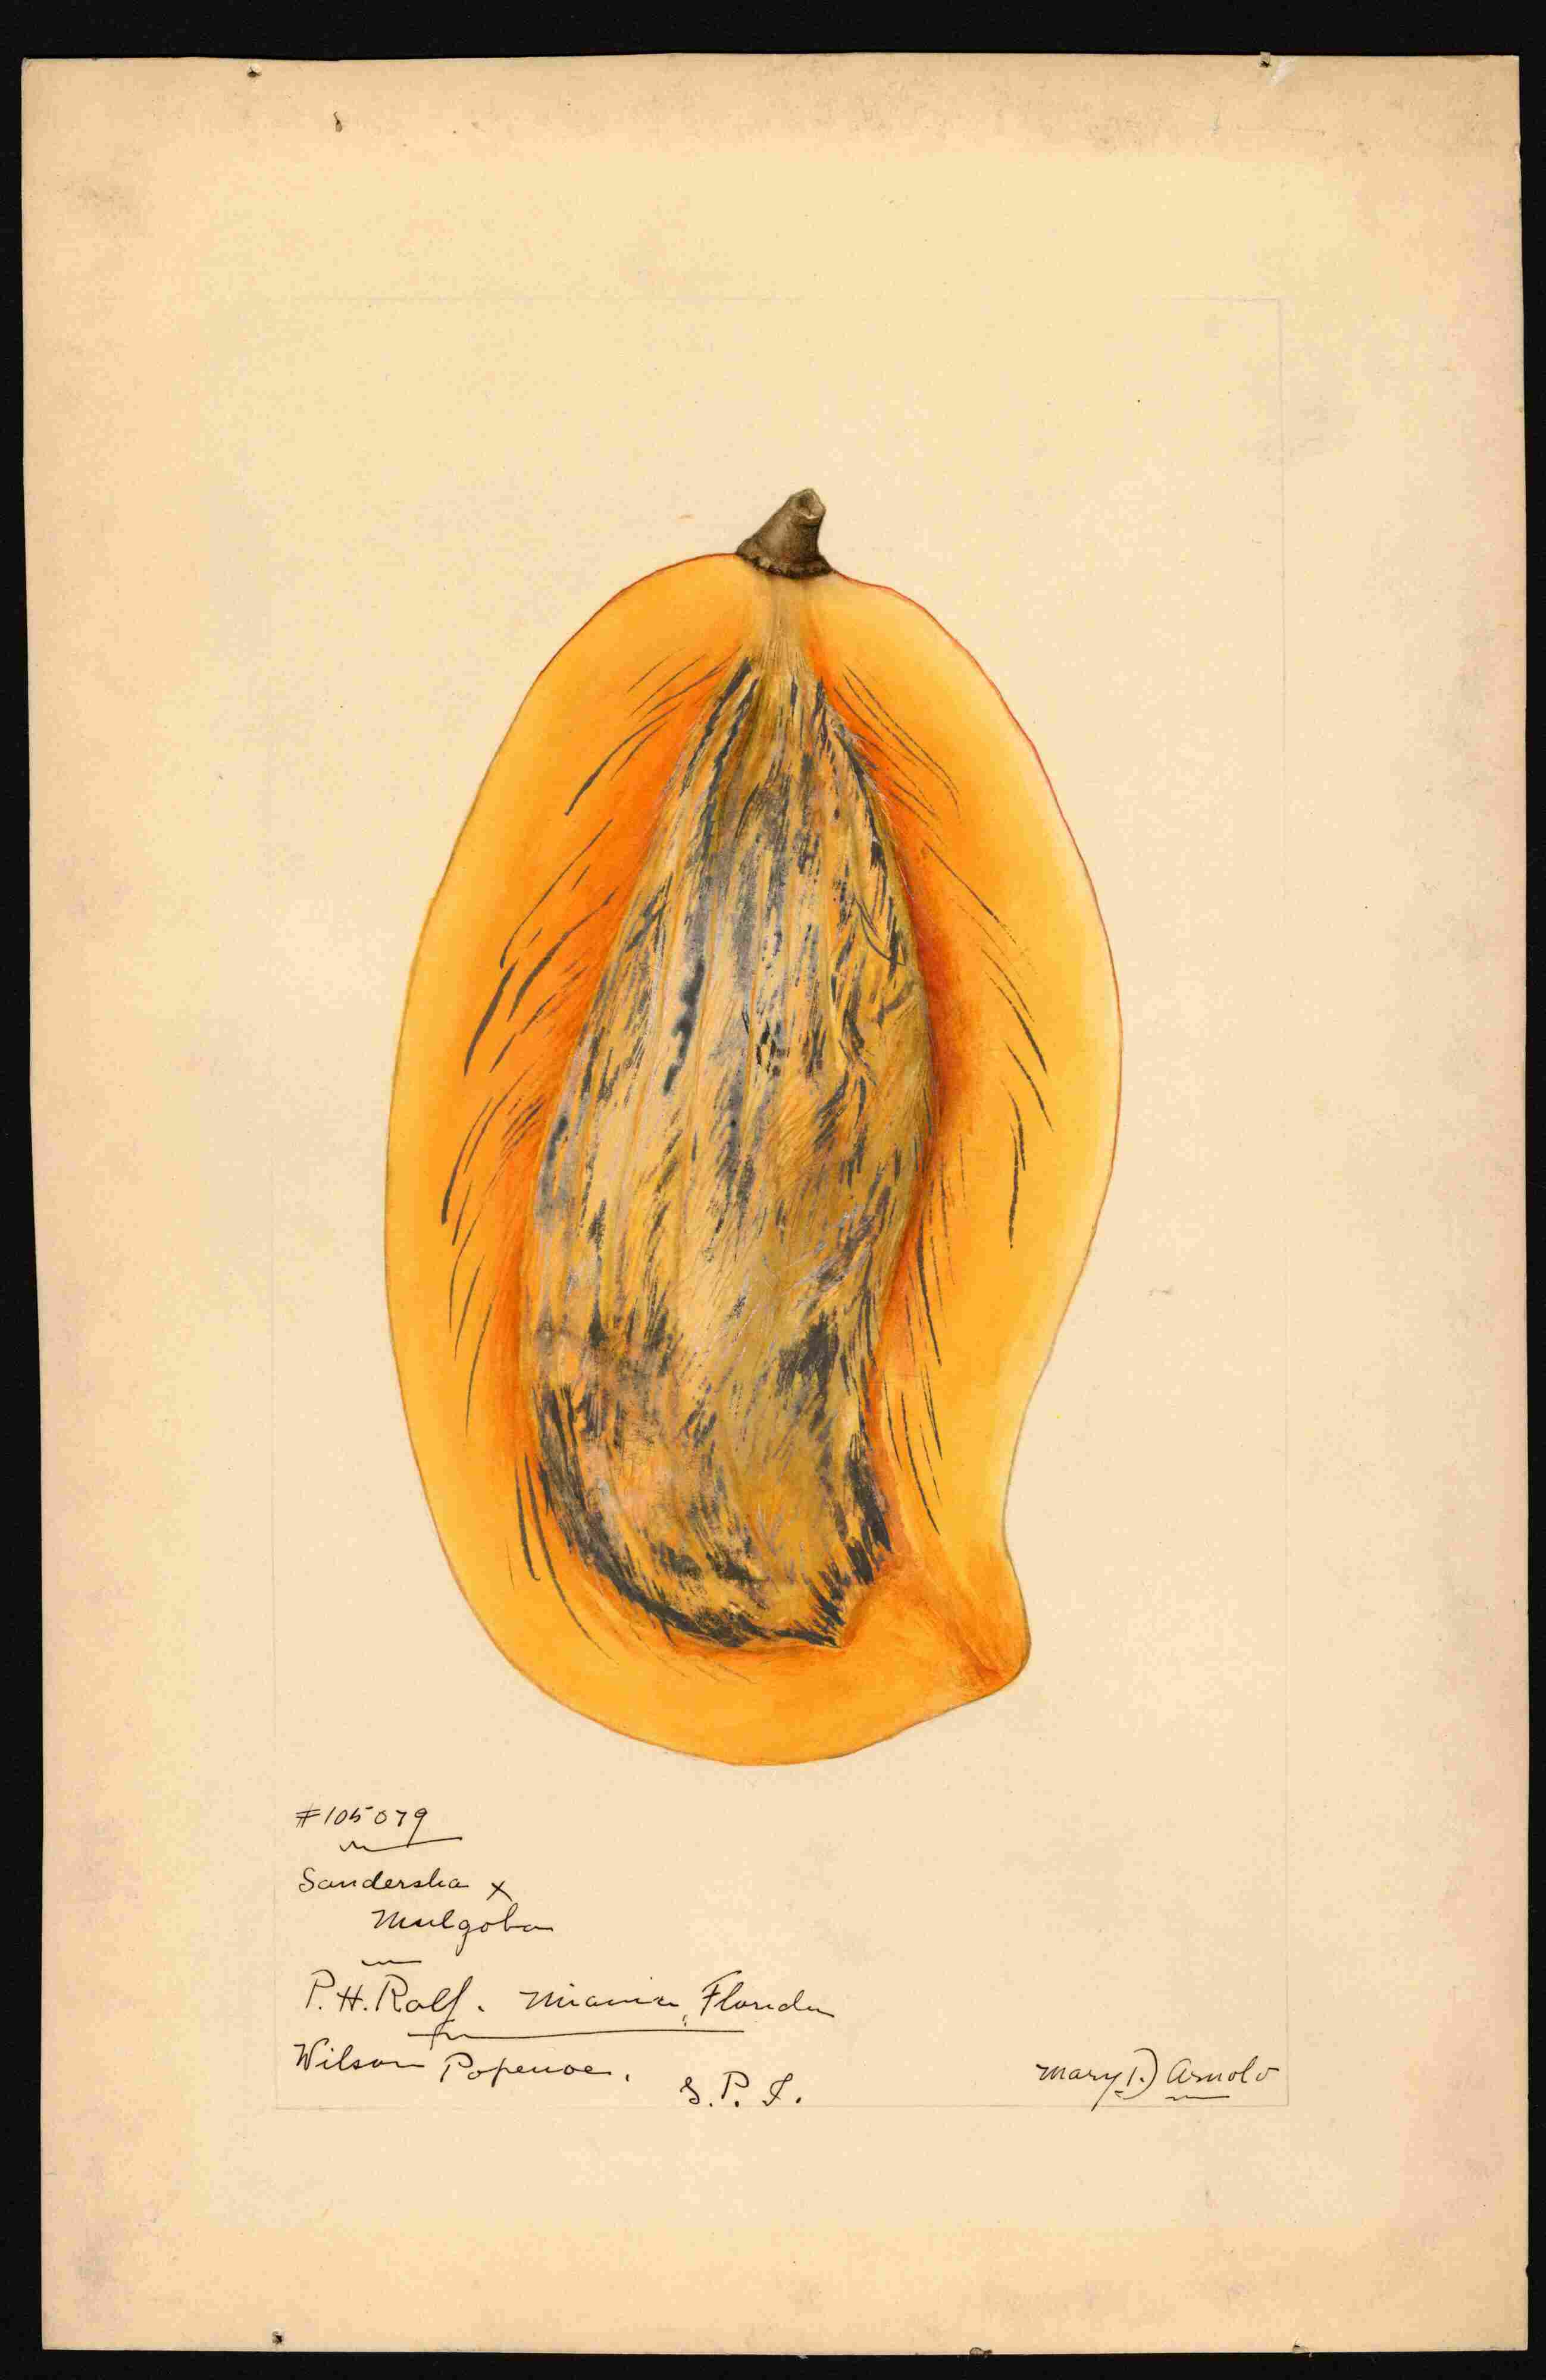 #105079
Sandersha x
Mulgoba
P.H. Rolf. Miami, Florida
Wilson Popenoe.
S.P.I.
Mary D. Arnold